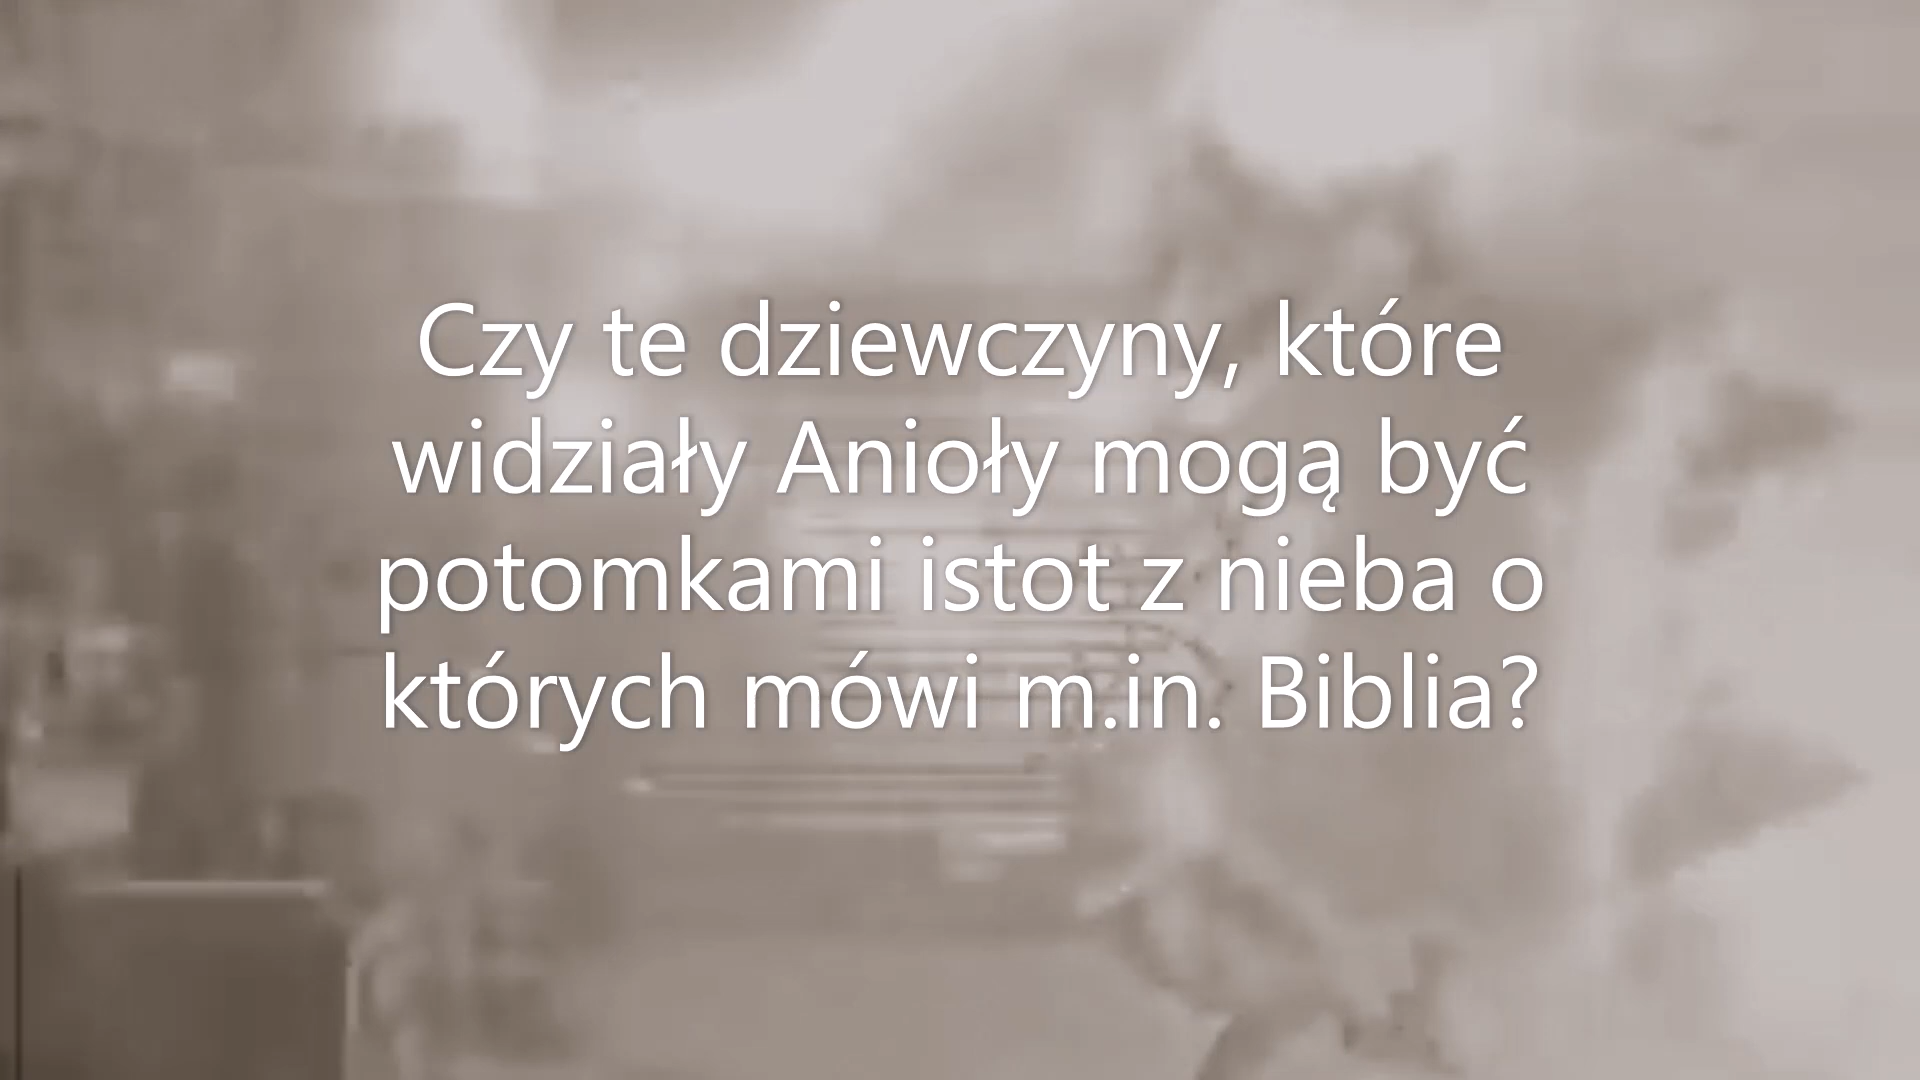 Czy te dziewczyny, które
widziały Anioły mogą być
potomkami istot z nieba o
których mówi m.in. Biblia?